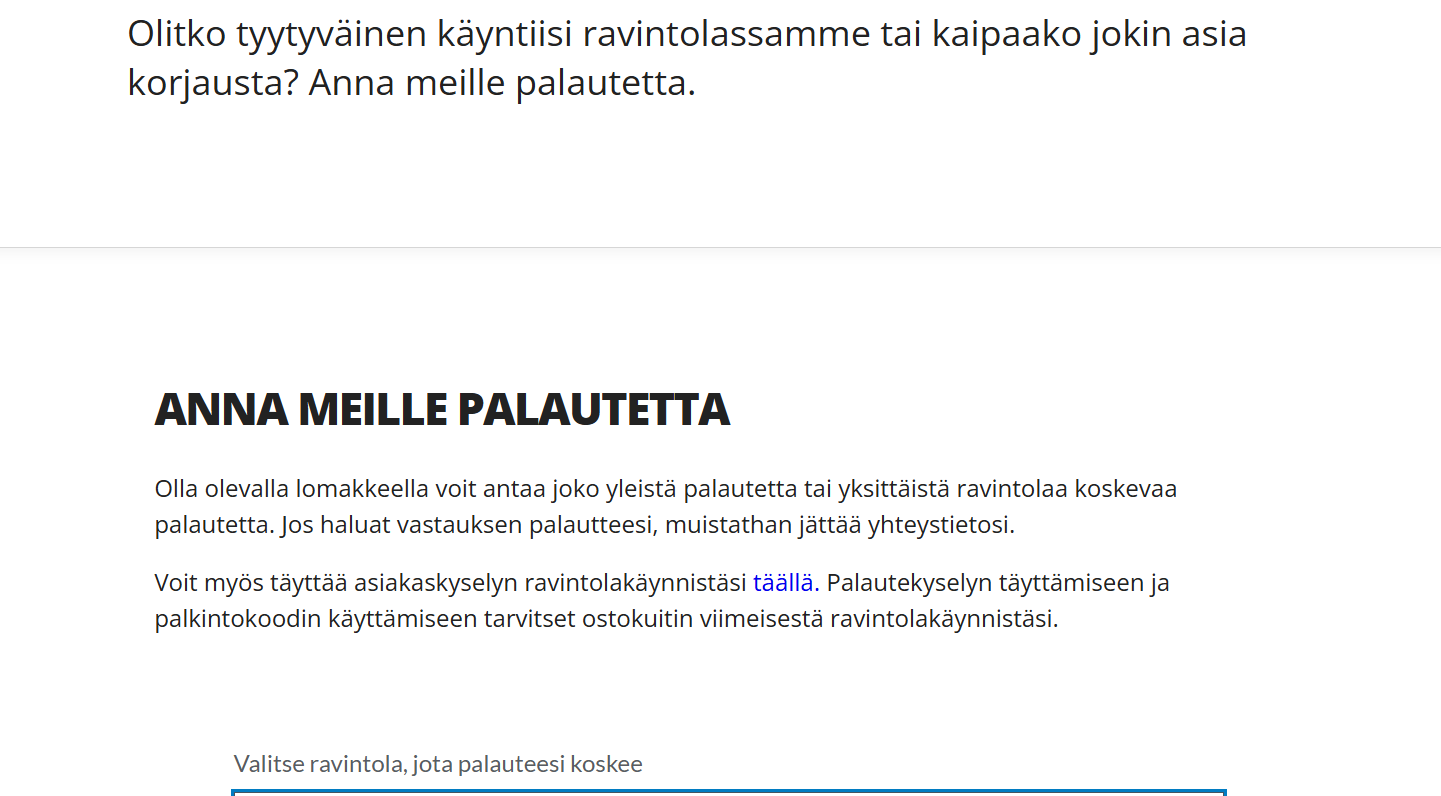 Olitko tyytyväinen käyntiisi ravintolassamme tai kaipaako jokin asia
korjausta? Anna meille palautetta.
ANNA MEILLE PALAUTETTA
Olla olevalla lomakkeella voit antaa joko yleistä palautetta tai yksittäistä ravintolaa koskevaa
palautetta. Jos haluat vastauksen palautteesi, muistathan jättää yhteystietosi.
Voit myös täyttää asiakaskyselyn ravintolakäynnistäsi täällä. Palautekyselyn täyttämiseen ja
palkintokoodin käyttämiseen tarvitset ostokuitin viimeisestä ravintolakäynnistäsi.
Valitse ravintola, jota palauteesi koskee